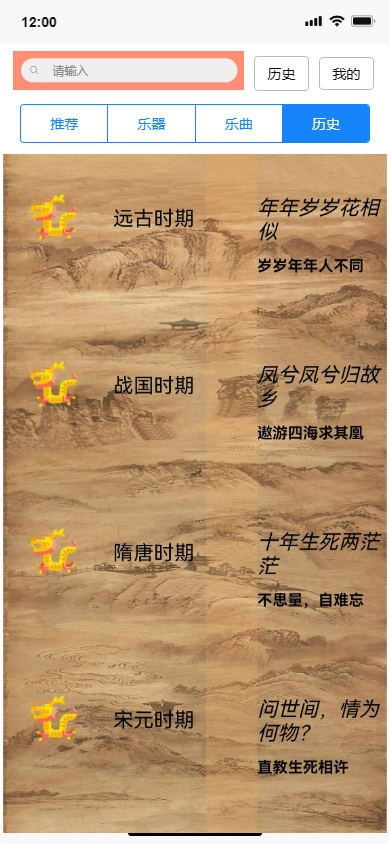 12:00
请输入
历史
我的
推荐
乐器
乐曲
历史
远古时期
年年岁岁花相
似
岁岁年年人不同
战国时期
凤兮凤兮归故
乡
遨游四海求其凰
隋唐时期
十年生死两茫
茫
不思量，自难忘
宋元时期
问世间，情为
何物？
直教生死相许